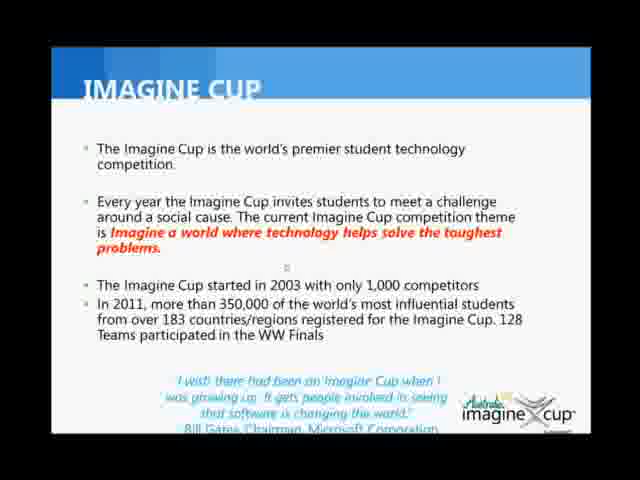 IMAGINE CUP
The Imagine Cup is the world's premier student technology
competition.
Every year the Imagine Cup invites students to meet a challenge
around a social cause. The current Imagine Cup competition theme
is Imagine a world where technology helps solve the toughest
problems.
The Imagine Cup started in 2003 with only 1,000 competitors
In 2011, more than 350,000 of the world's most influential students
from over 183 countries/regions registered for the Imagine Cup. 128
Teams participated in the WW Finals
"I wish there had been an Imagine Cup when I
was growing up. It gets people involved in seeing
that software is changing the world."
Bill Gates, Chairman, Microsoft Corporation
Australia
imagine cup